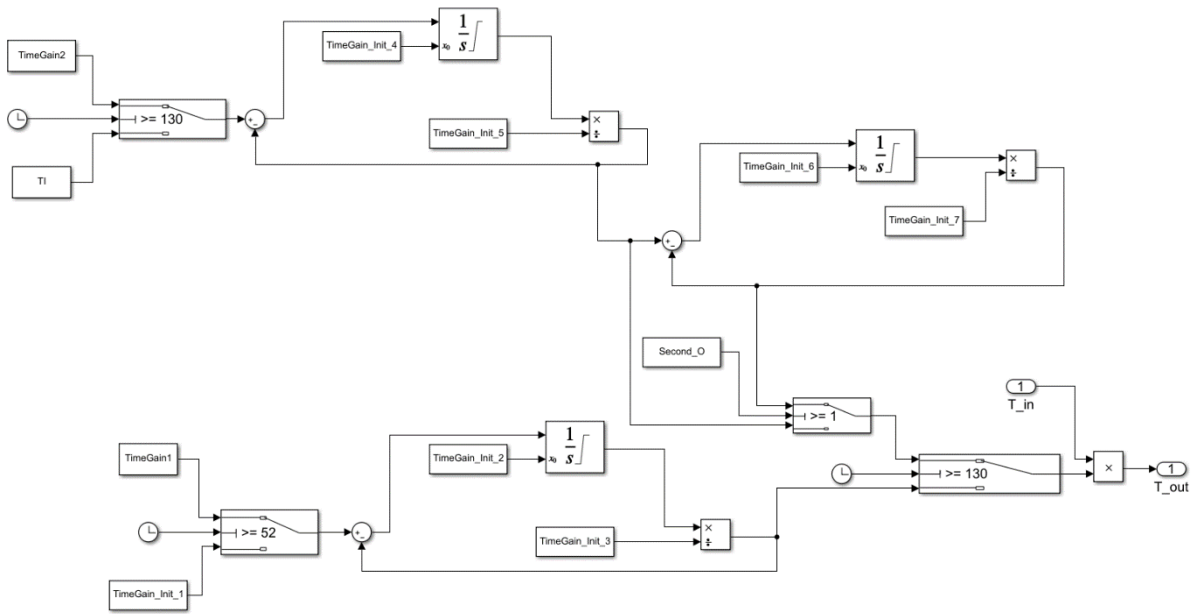 TimeGain2
>= 130
TI
TimeGain_Init_4
x₀
1
s
TimeGain_Init_5
×
÷
+
−
TimeGain_Init_6
x₀
1
s
×
÷
TimeGain_Init_7
+
−
Second_O
>= 1
1
T_in
TimeGain1
>= 52
TimeGain_Init_1
+
−
TimeGain_Init_2
x₀
1
s
TimeGain_Init_3
×
÷
>= 130
×
1
T_out